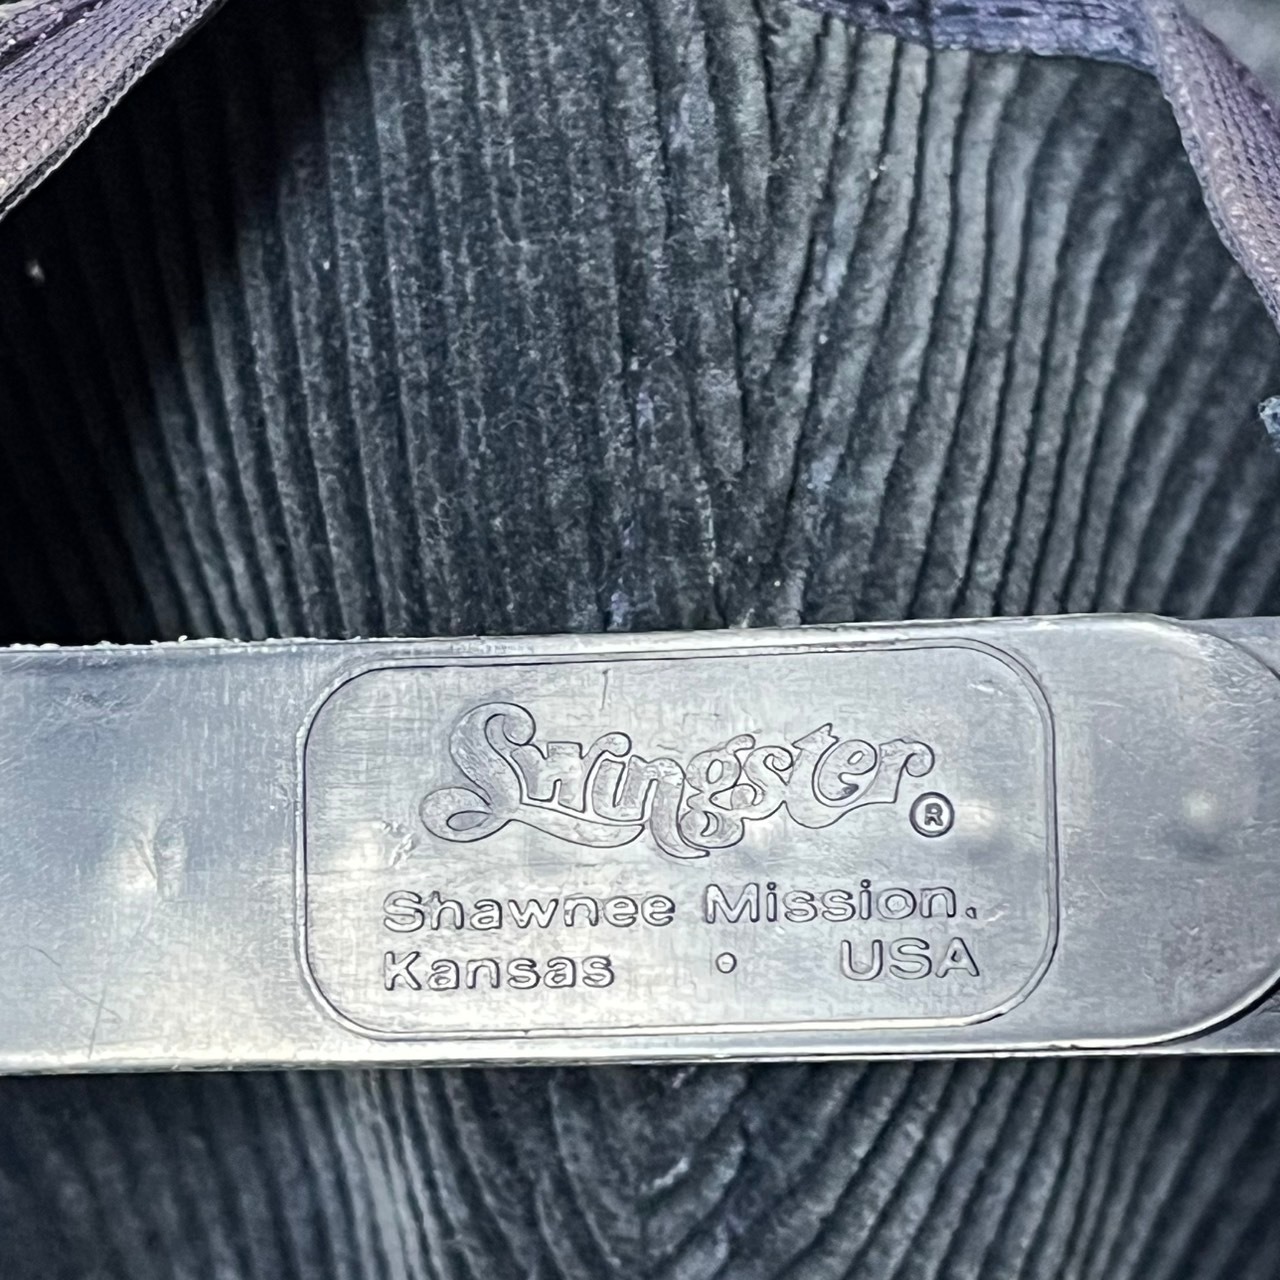 Swingster®
Shawnee Mission.
Kansas • USA